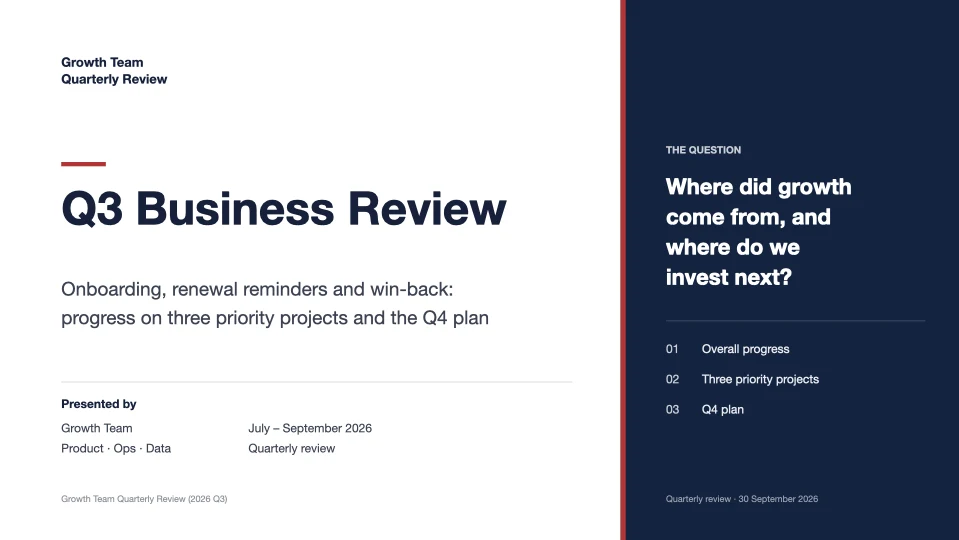 Growth Team
Quarterly Review
Q3 Business Review
Onboarding, renewal reminders and win-back:
progress on three priority projects and the Q4 plan
Presented by
Growth Team
July – September 2026
Product · Ops · Data
Quarterly review
Growth Team Quarterly Review (2026 Q3)
THE QUESTION
Where did growth
come from, and
where do we
invest next?
01 Overall progress
02 Three priority projects
03 Q4 plan
Quarterly review · 30 September 2026